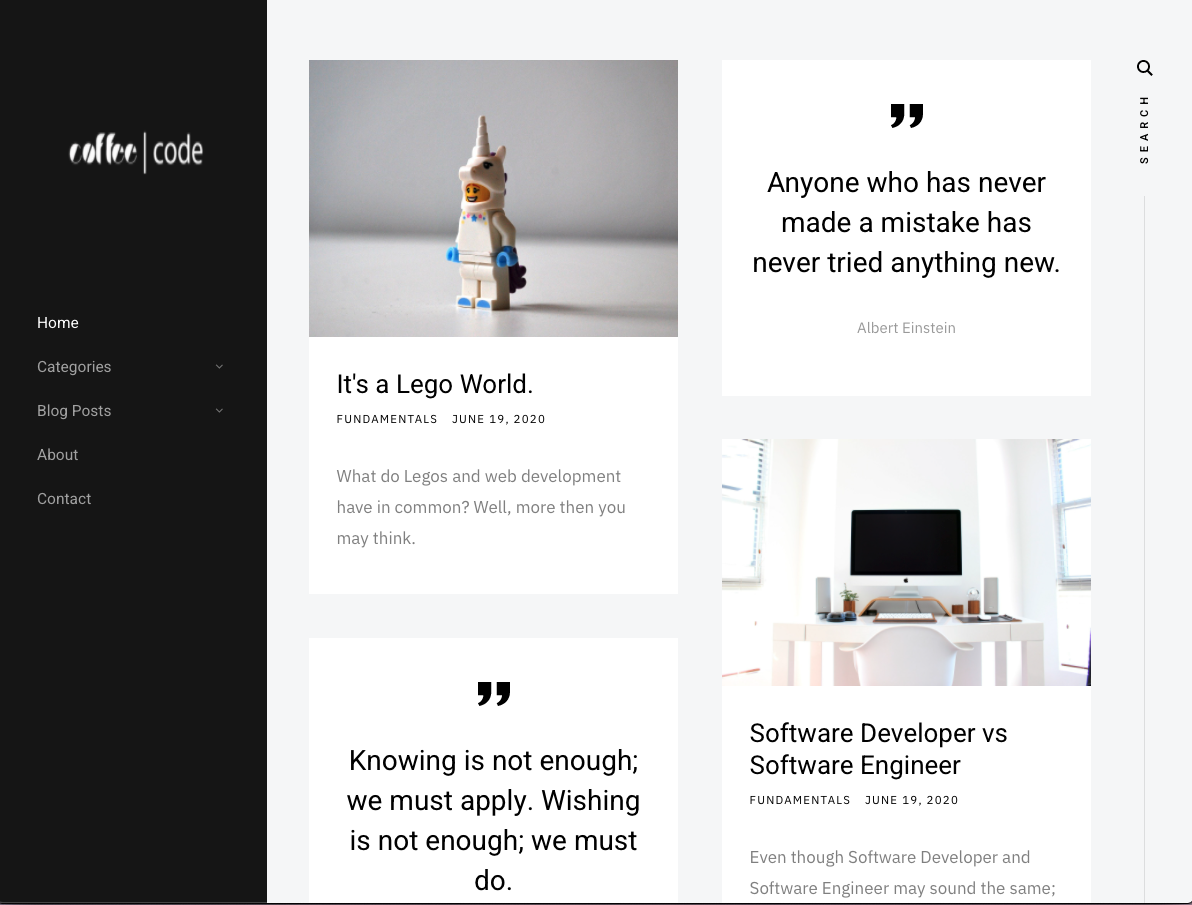 coffee|code
Home
Categories
Blog Posts
About
Contact
It's a Lego World.
FUNDAMENTALS JUNE 19, 2020
What do Legos and web development
have in common? Well, more then you
may think.
Knowing is not enough;
we must apply. Wishing
is not enough; we must
do.
Anyone who has never
made a mistake has
never tried anything new.
Albert Einstein
Software Developer vs
Software Engineer
FUNDAMENTALS JUNE 19, 2020
Even though Software Developer and
Software Engineer may sound the same;
SEARCH